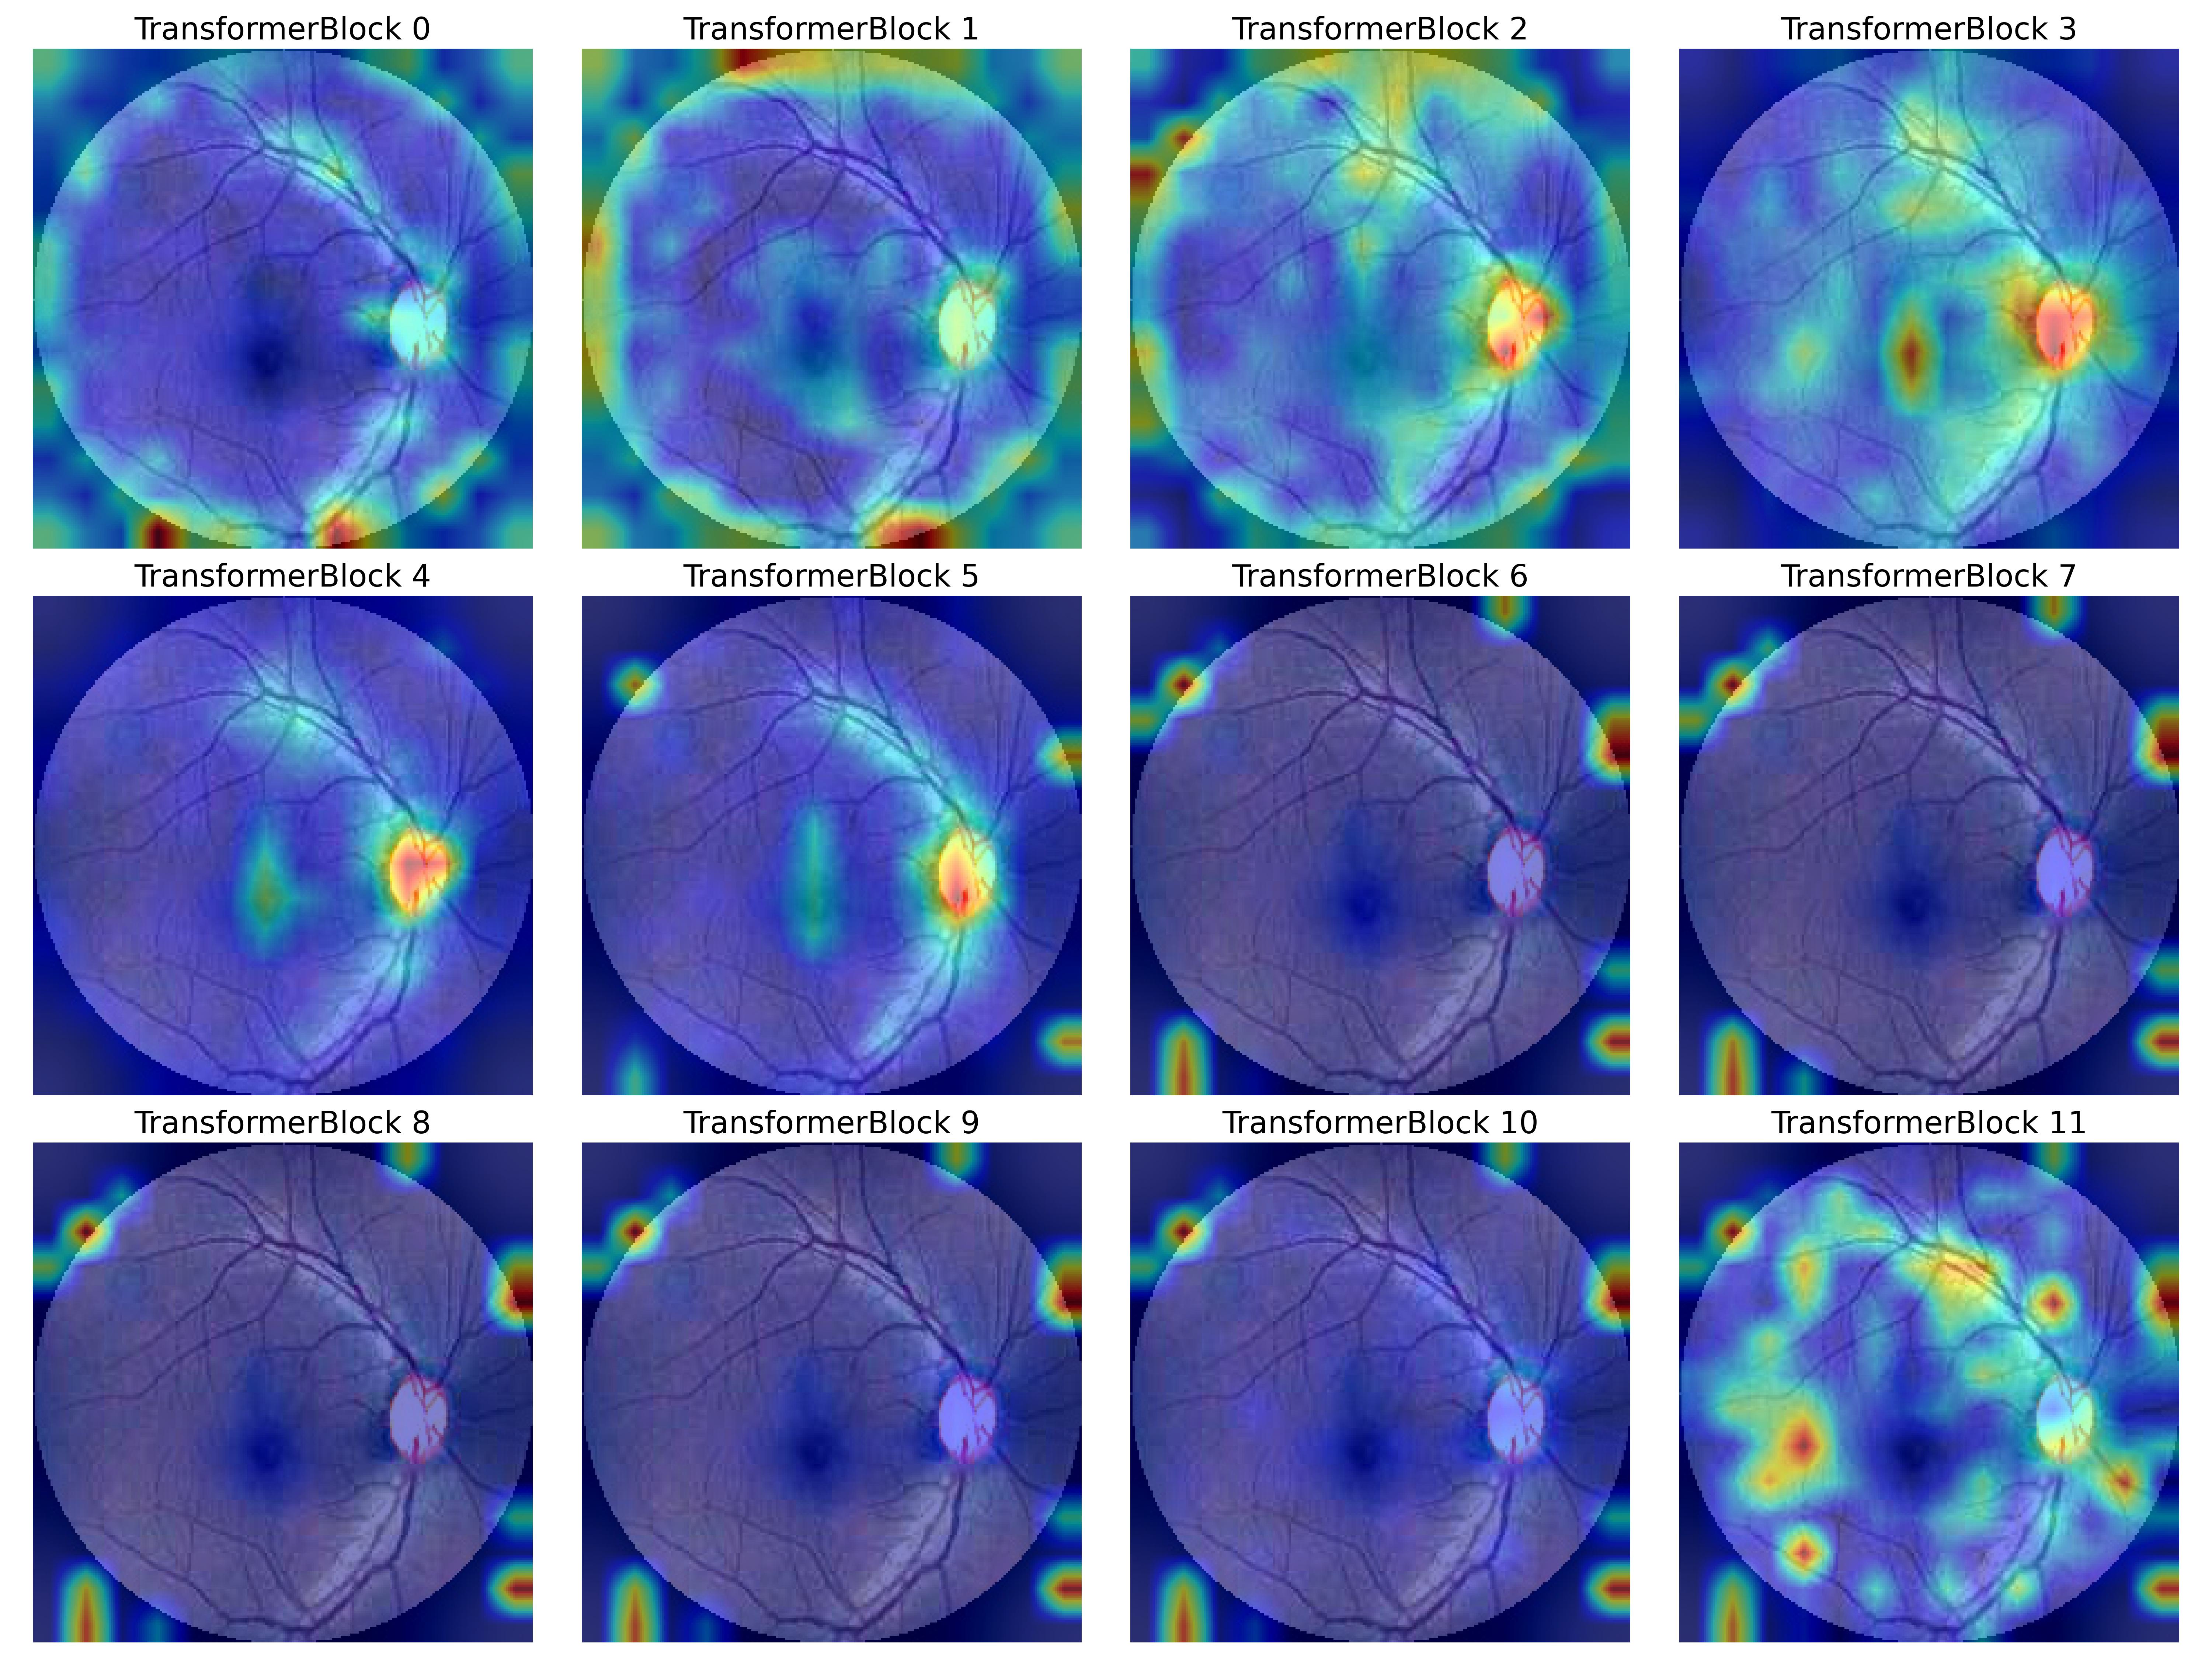 TransformerBlock 0
TransformerBlock 1
TransformerBlock 2
TransformerBlock 3
TransformerBlock 4
TransformerBlock 5
TransformerBlock 6
TransformerBlock 7
TransformerBlock 8
TransformerBlock 9
TransformerBlock 10
TransformerBlock 11